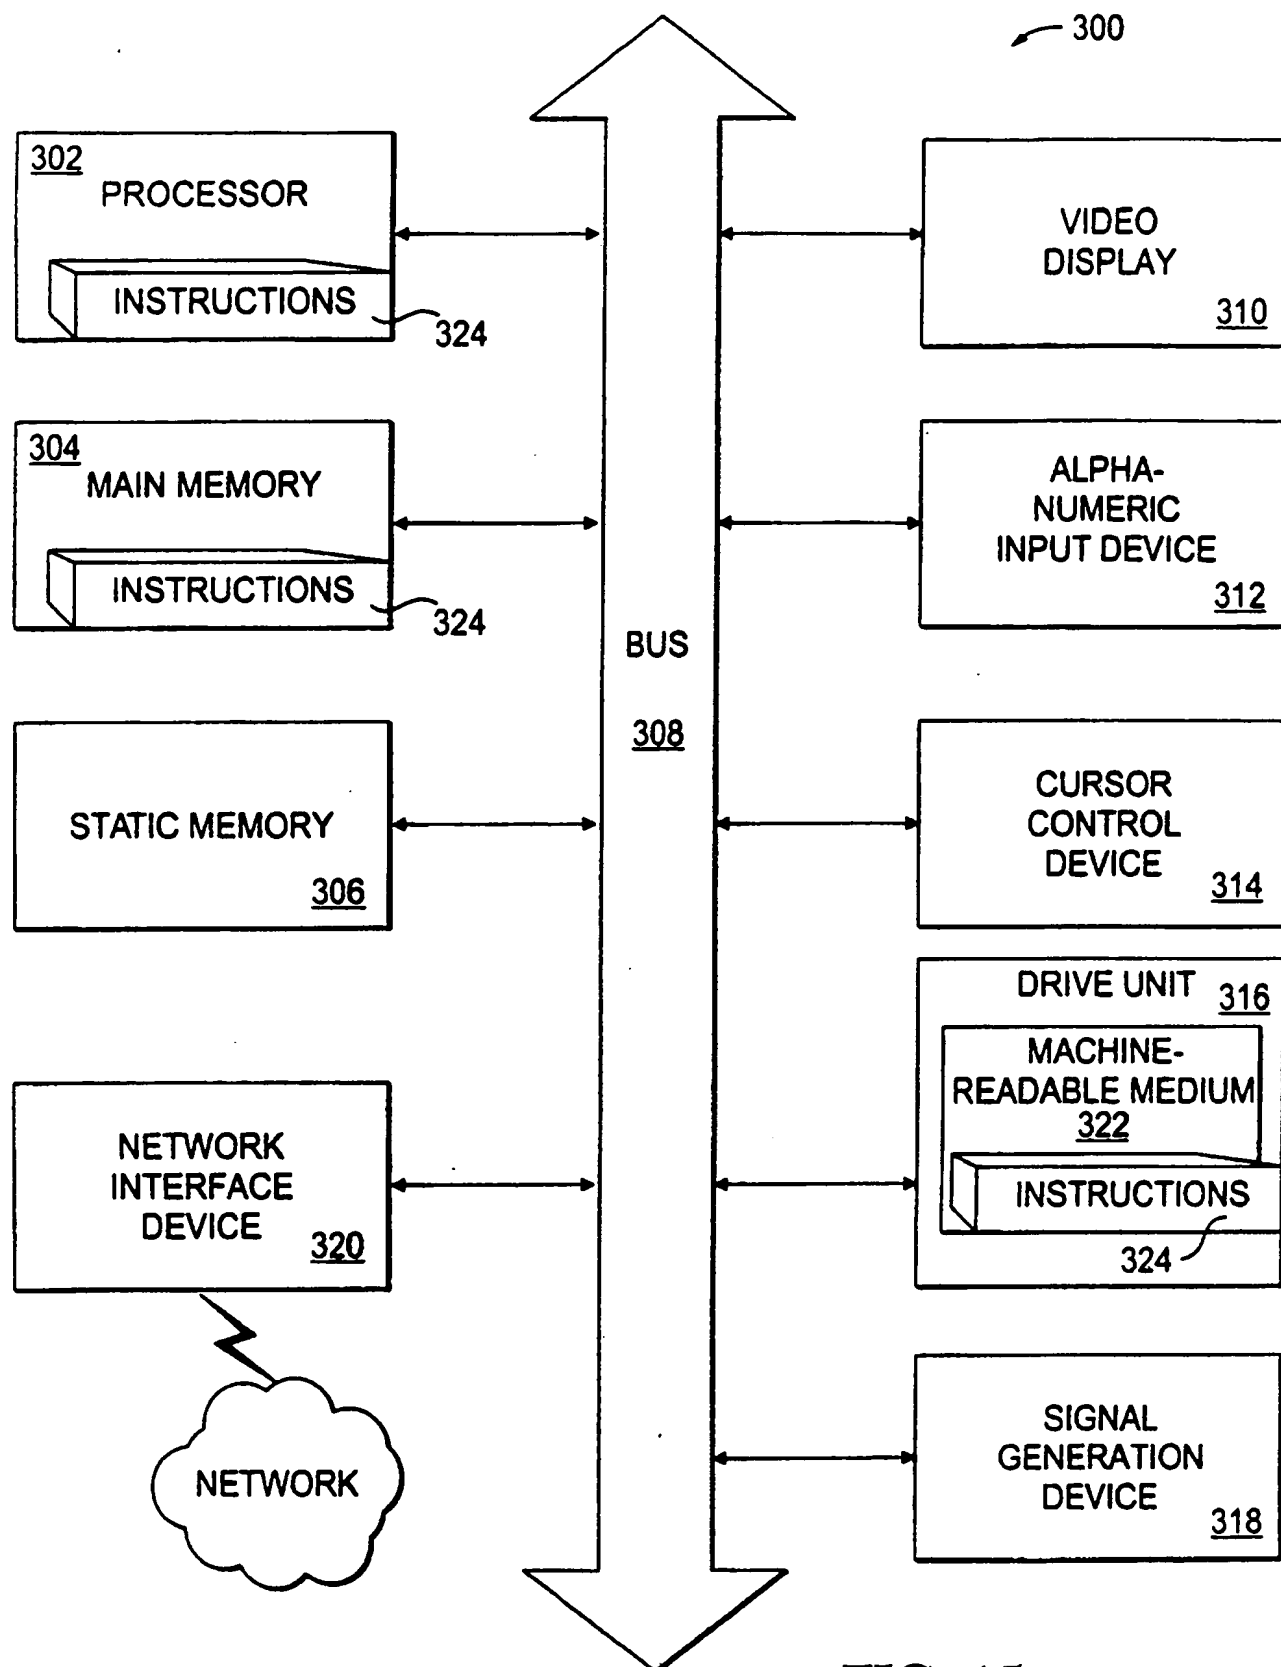 300
302
PROCESSOR
INSTRUCTIONS
324
VIDEO
DISPLAY
310
304
MAIN MEMORY
INSTRUCTIONS
324
ALPHA-
NUMERIC
INPUT DEVICE
312
BUS
308
STATIC MEMORY
306
CURSOR
CONTROL
DEVICE
314
DRIVE UNIT
316
MACHINE-
READABLE MEDIUM
322
INSTRUCTIONS
324
NETWORK
INTERFACE
DEVICE
320
NETWORK
SIGNAL
GENERATION
DEVICE
318